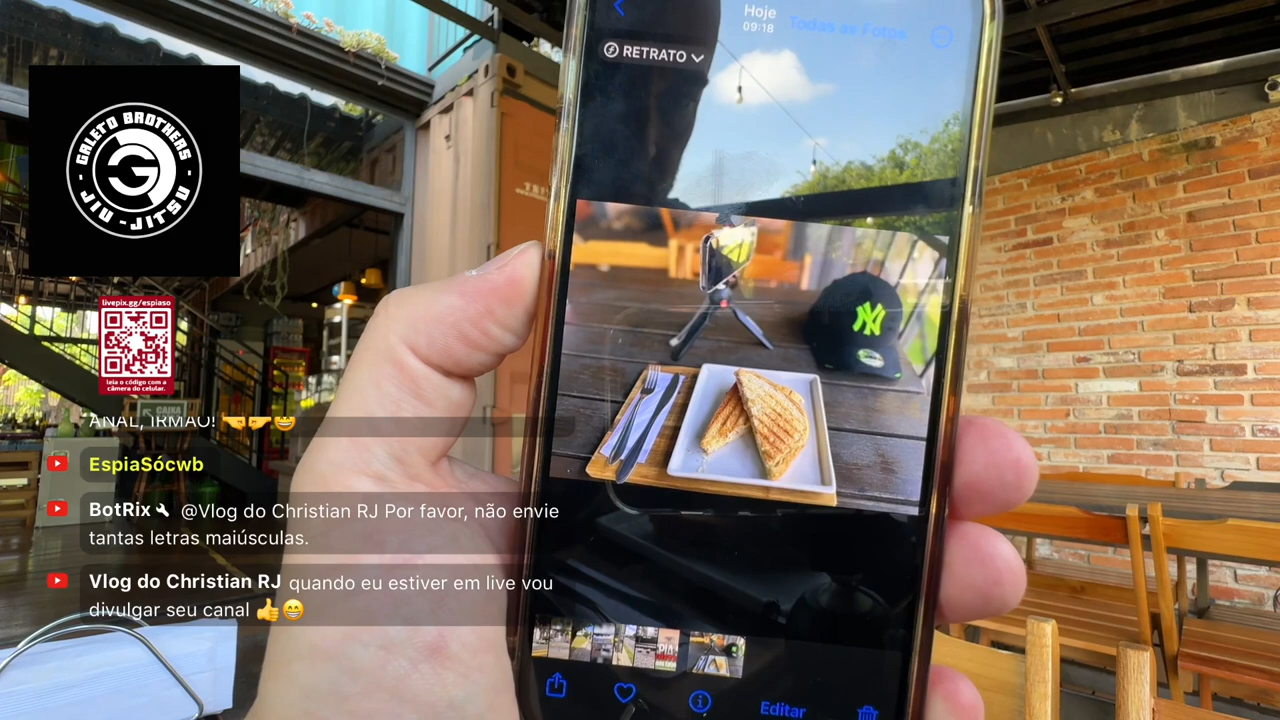 Hoje
09:18
Todas as Fotos
RETRATO
GALETO BROTHERS
JIU-JITSU
G
NY
livepix.gg/espiaso
leia o código com a
câmera do celular.
CAIXA
ANAL, IRMÃO! 🤜🤛😁
EspiaSócwb
BotRix @Vlog do Christian RJ Por favor, não envie
tantas letras maiúsculas.
Vlog do Christian RJ quando eu estiver em live vou
divulgar seu canal 👍😁
Editar